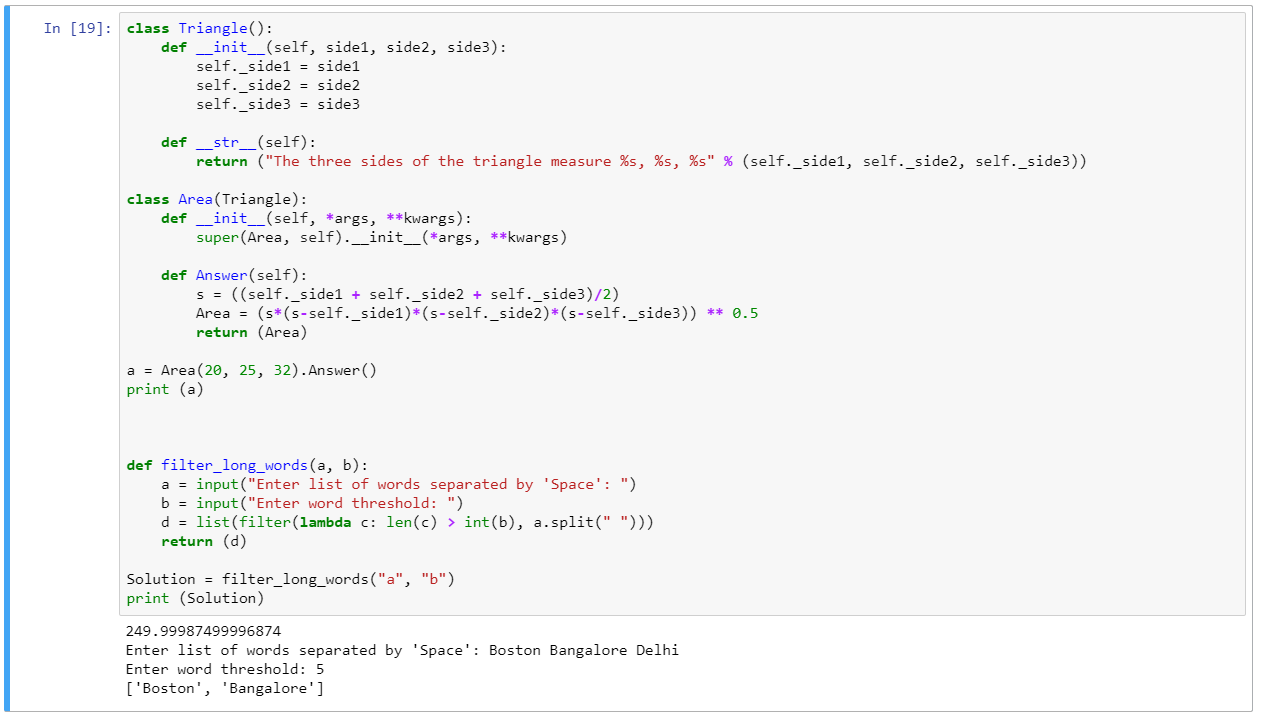 In [19]: class Triangle():
    def __init__(self, side1, side2, side3):
        self._side1 = side1
        self._side2 = side2
        self._side3 = side3

    def __str__(self):
        return ("The three sides of the triangle measure %s, %s, %s" % (self._side1, self._side2, self._side3))

class Area(Triangle):
    def __init__(self, *args, **kwargs):
        super(Area, self).__init__(*args, **kwargs)

    def Answer(self):
        s = ((self._side1 + self._side2 + self._side3)/2)
        Area = (s*(s-self._side1)*(s-self._side2)*(s-self._side3)) ** 0.5
        return (Area)

a = Area(20, 25, 32).Answer()
print (a)

def filter_long_words(a, b):
    a = input("Enter list of words separated by 'Space': ")
    b = input("Enter word threshold: ")
    d = list(filter(lambda c: len(c) > int(b), a.split(" ")))
    return (d)

Solution = filter_long_words("a", "b")
print (Solution)
249.99987499996874
Enter list of words separated by 'Space': Boston Bangalore Delhi
Enter word threshold: 5
['Boston', 'Bangalore']